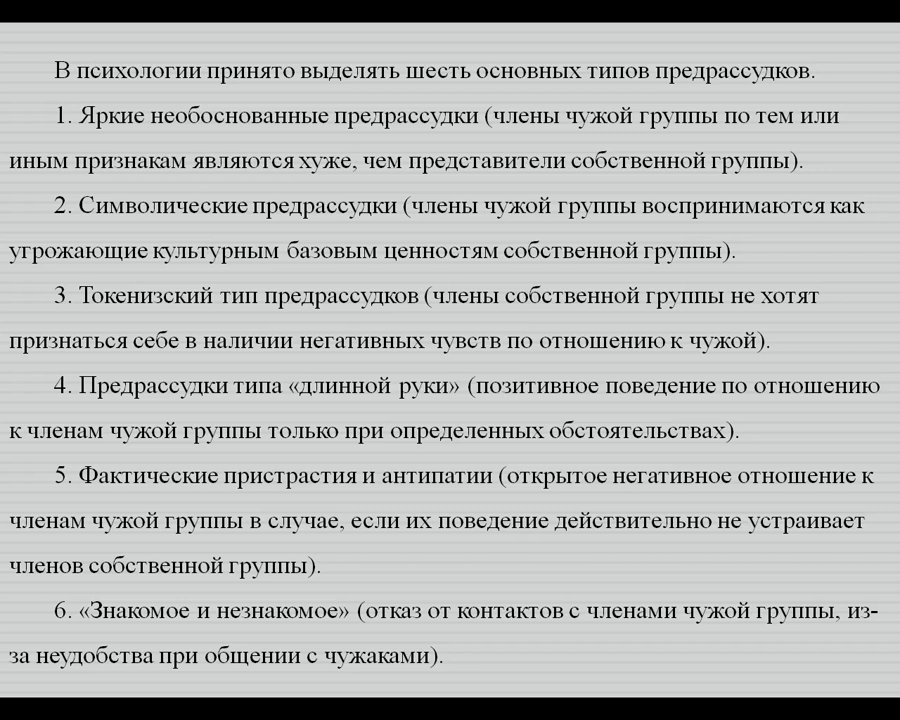 В психологии принято выделять шесть основных типов предрассудков.
1. Яркие необоснованные предрассудки (члены чужой группы по тем или
иным признакам являются хуже, чем представители собственной группы).
2. Символические предрассудки (члены чужой группы воспринимаются как
угрожающие культурным базовым ценностям собственной группы).
3. Токенизский тип предрассудков (члены собственной группы не хотят
признаться себе в наличии негативных чувств по отношению к чужой).
4. Предрассудки типа «длинной руки» (позитивное поведение по отношению
к членам чужой группы только при определенных обстоятельствах).
5. Фактические пристрастия и антипатии (открытое негативное отношение к
членам чужой группы в случае, если их поведение действительно не устраивает
членов собственной группы).
6. «Знакомое и незнакомое» (отказ от контактов с членами чужой группы, из-
за неудобства при общении с чужаками).